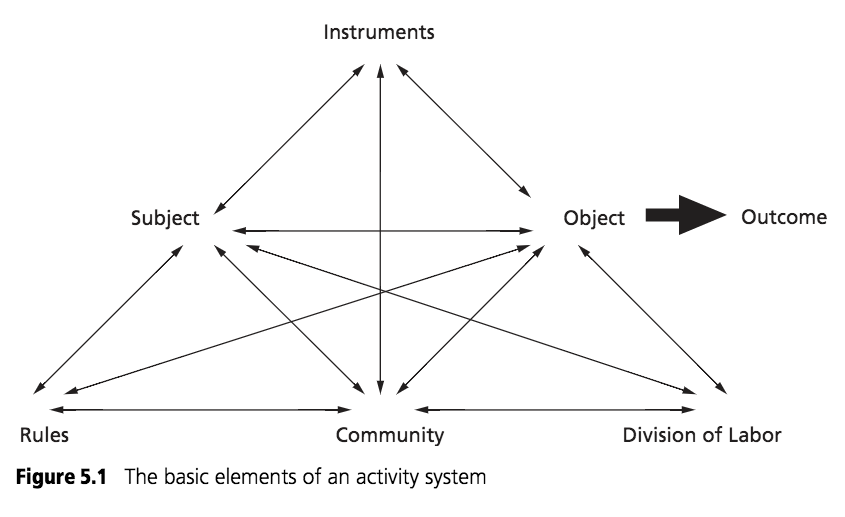 Instruments
Subject Object Outcome
Rules Community Division of Labor
Figure 5.1 The basic elements of an activity system